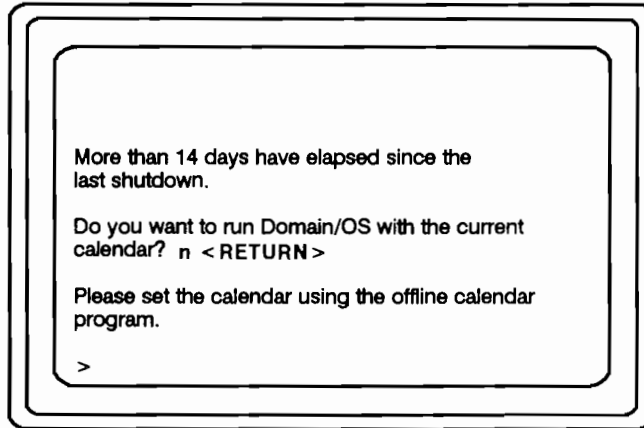 More than 14 days have elapsed since the
last shutdown.
Do you want to run Domain/OS with the current
calendar? n <RETURN>
Please set the calendar using the offline calendar
program.
>